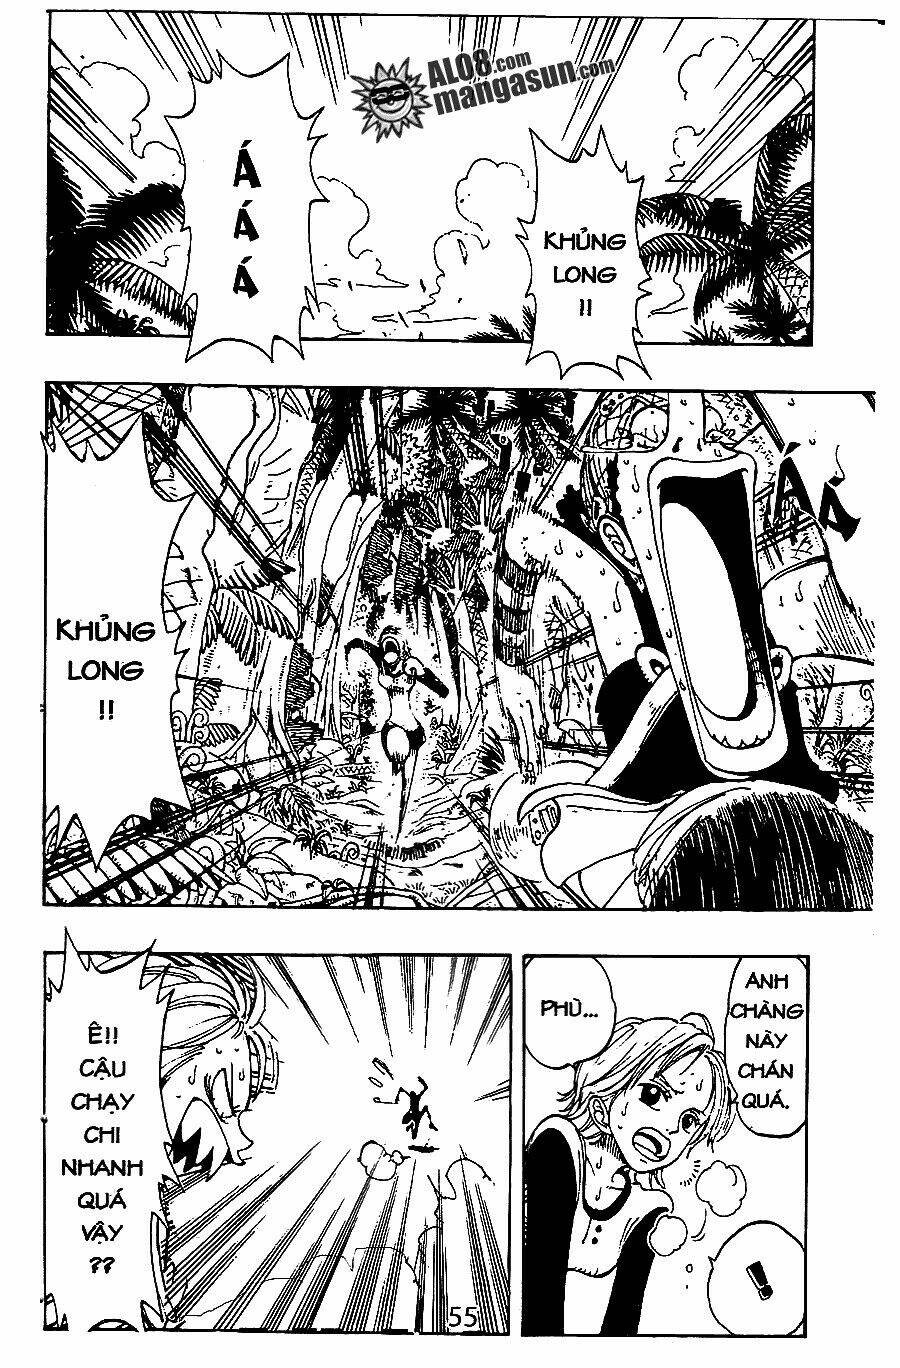 AL08.com
mangasun.com
KHỦNG
LONG
!!
Á
Á
Á
Á
Á
KHỦNG
LONG
!!
ANH
CHÀNG
NÀY
CHÁN
QUÁ.
PHÙ...
!
Ê!!
CẬU
CHẠY
CHI
NHANH
QUÁ
VẬY
??
55